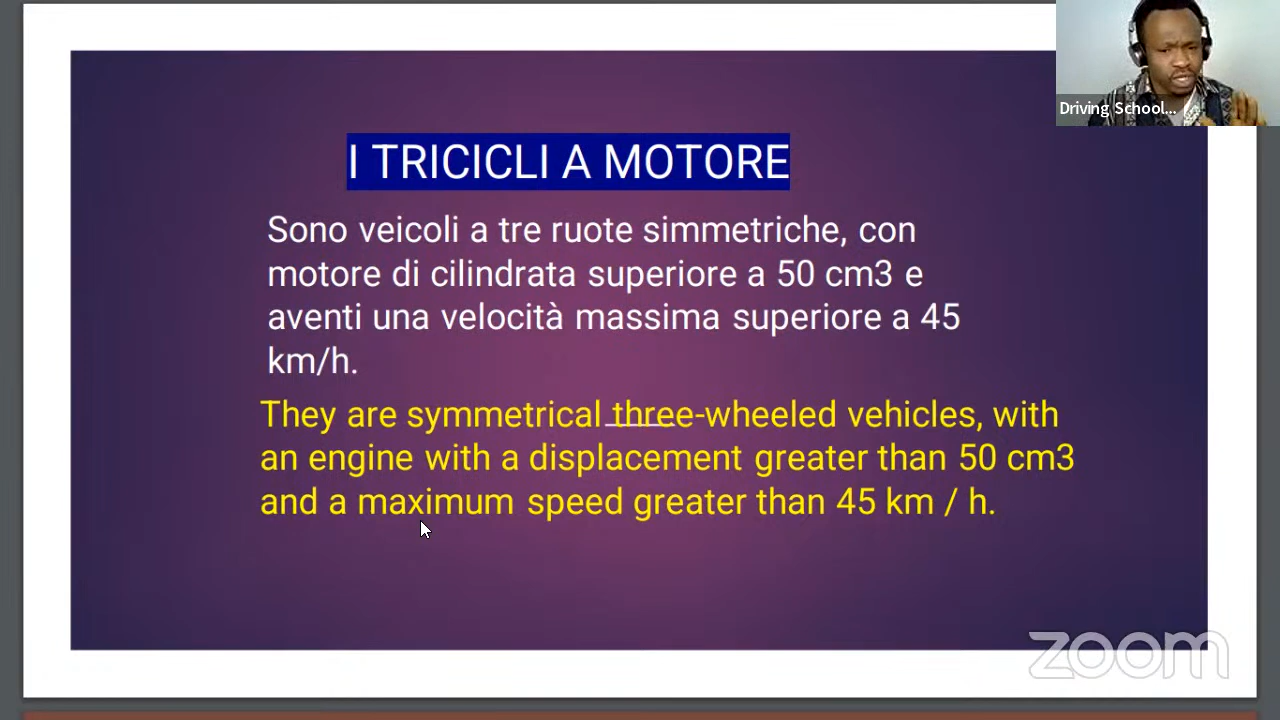 Driving School...
I TRICICLI A MOTORE
Sono veicoli a tre ruote simmetriche, con
motore di cilindrata superiore a 50 cm3 e
aventi una velocità massima superiore a 45
km/h.
They are symmetrical three-wheeled vehicles, with
an engine with a displacement greater than 50 cm3
and a maximum speed greater than 45 km / h.
zoom